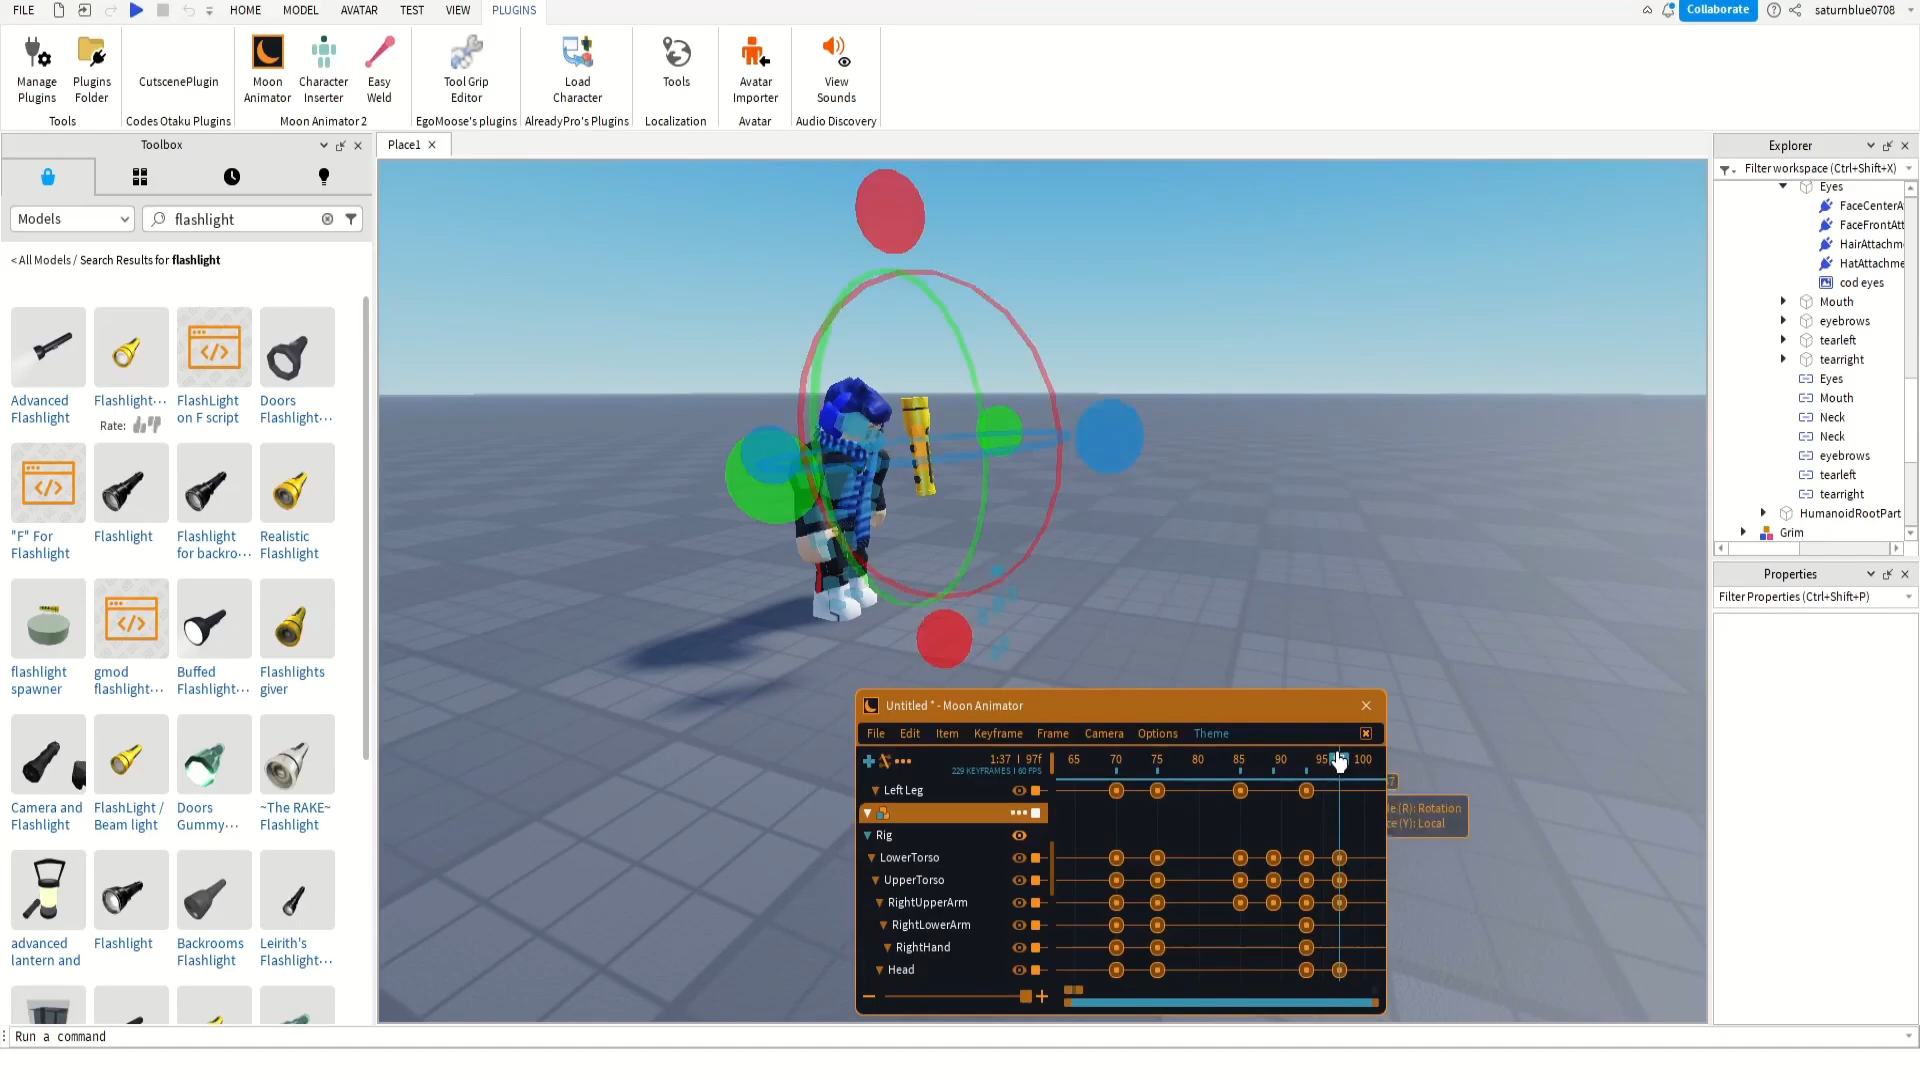 FILE HOME MODEL AVATAR TEST VIEW PLUGINS Collaborate saturnblue0708
Manage Plugins
Plugins Folder
CutscenePlugin
Moon Animator
Character Inserter
Easy Weld
Tool Grip Editor
Load Character
Tools
Avatar Importer
View Sounds
Tools Codes Otaku Plugins Moon Animator 2 EgoMoose's plugins AlreadyPro's Plugins Localization Avatar Audio Discovery
Toolbox
Models flashlight
< All Models / Search Results for flashlight
Advanced Flashlight
Flashlight...
Rate:
FlashLight on F script
Doors Flashlight...
"F" For Flashlight
Flashlight
Flashlight for backro...
Realistic Flashlight
flashlight spawner
gmod flashlight...
Buffed Flashlight...
Flashlights giver
Camera and Flashlight
FlashLight / Beam light
Doors Gummy...
~The RAKE~ Flashlight
advanced lantern and
Flashlight
Backrooms Flashlight
Leirith's Flashlight...
Place1
Untitled * - Moon Animator
File Edit Item Keyframe Camera Options Theme
1:37 | 97f
229 KEYFRAMES | 60 FPS
65 70 75 80 85 90 95 100
Left Leg
Rig
LowerTorso
UpperTorso
RightUpperArm
RightLowerArm
RightHand
Head
(R): Rotation
(Y): Local
Explorer
Filter workspace (Ctrl+Shift+X)
Eyes
FaceCenterA
FaceFrontAtt
HairAttachm
HatAttachme
cod eyes
Mouth
eyebrows
tearleft
tearright
Eyes
Mouth
Neck
Neck
eyebrows
tearleft
tearright
HumanoidRootPart
Grim
Properties
Filter Properties (Ctrl+Shift+P)
Run a command